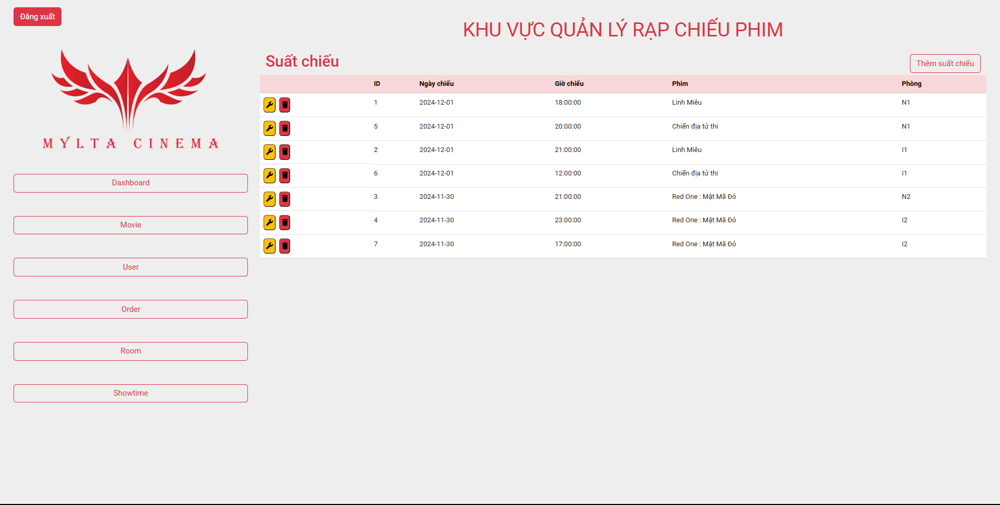 Đăng xuất
KHU VỰC QUẢN LÝ RẠP CHIẾU PHIM
MYLTA CINEMA
Dashboard
Movie
User
Order
Room
Showtime
Suất chiếu
Thêm suất chiếu
ID Ngày chiếu Giờ chiếu Phim Phòng
1 2024-12-01 18:00:00 Linh Miêu N1
5 2024-12-01 20:00:00 Chiến địa tử thi N1
2 2024-12-01 21:00:00 Linh Miêu I1
6 2024-12-01 12:00:00 Chiến địa tử thi I1
3 2024-11-30 21:00:00 Red One : Mật Mã Đỏ N2
4 2024-11-30 23:00:00 Red One : Mật Mã Đỏ I2
7 2024-11-30 17:00:00 Red One : Mật Mã Đỏ I2